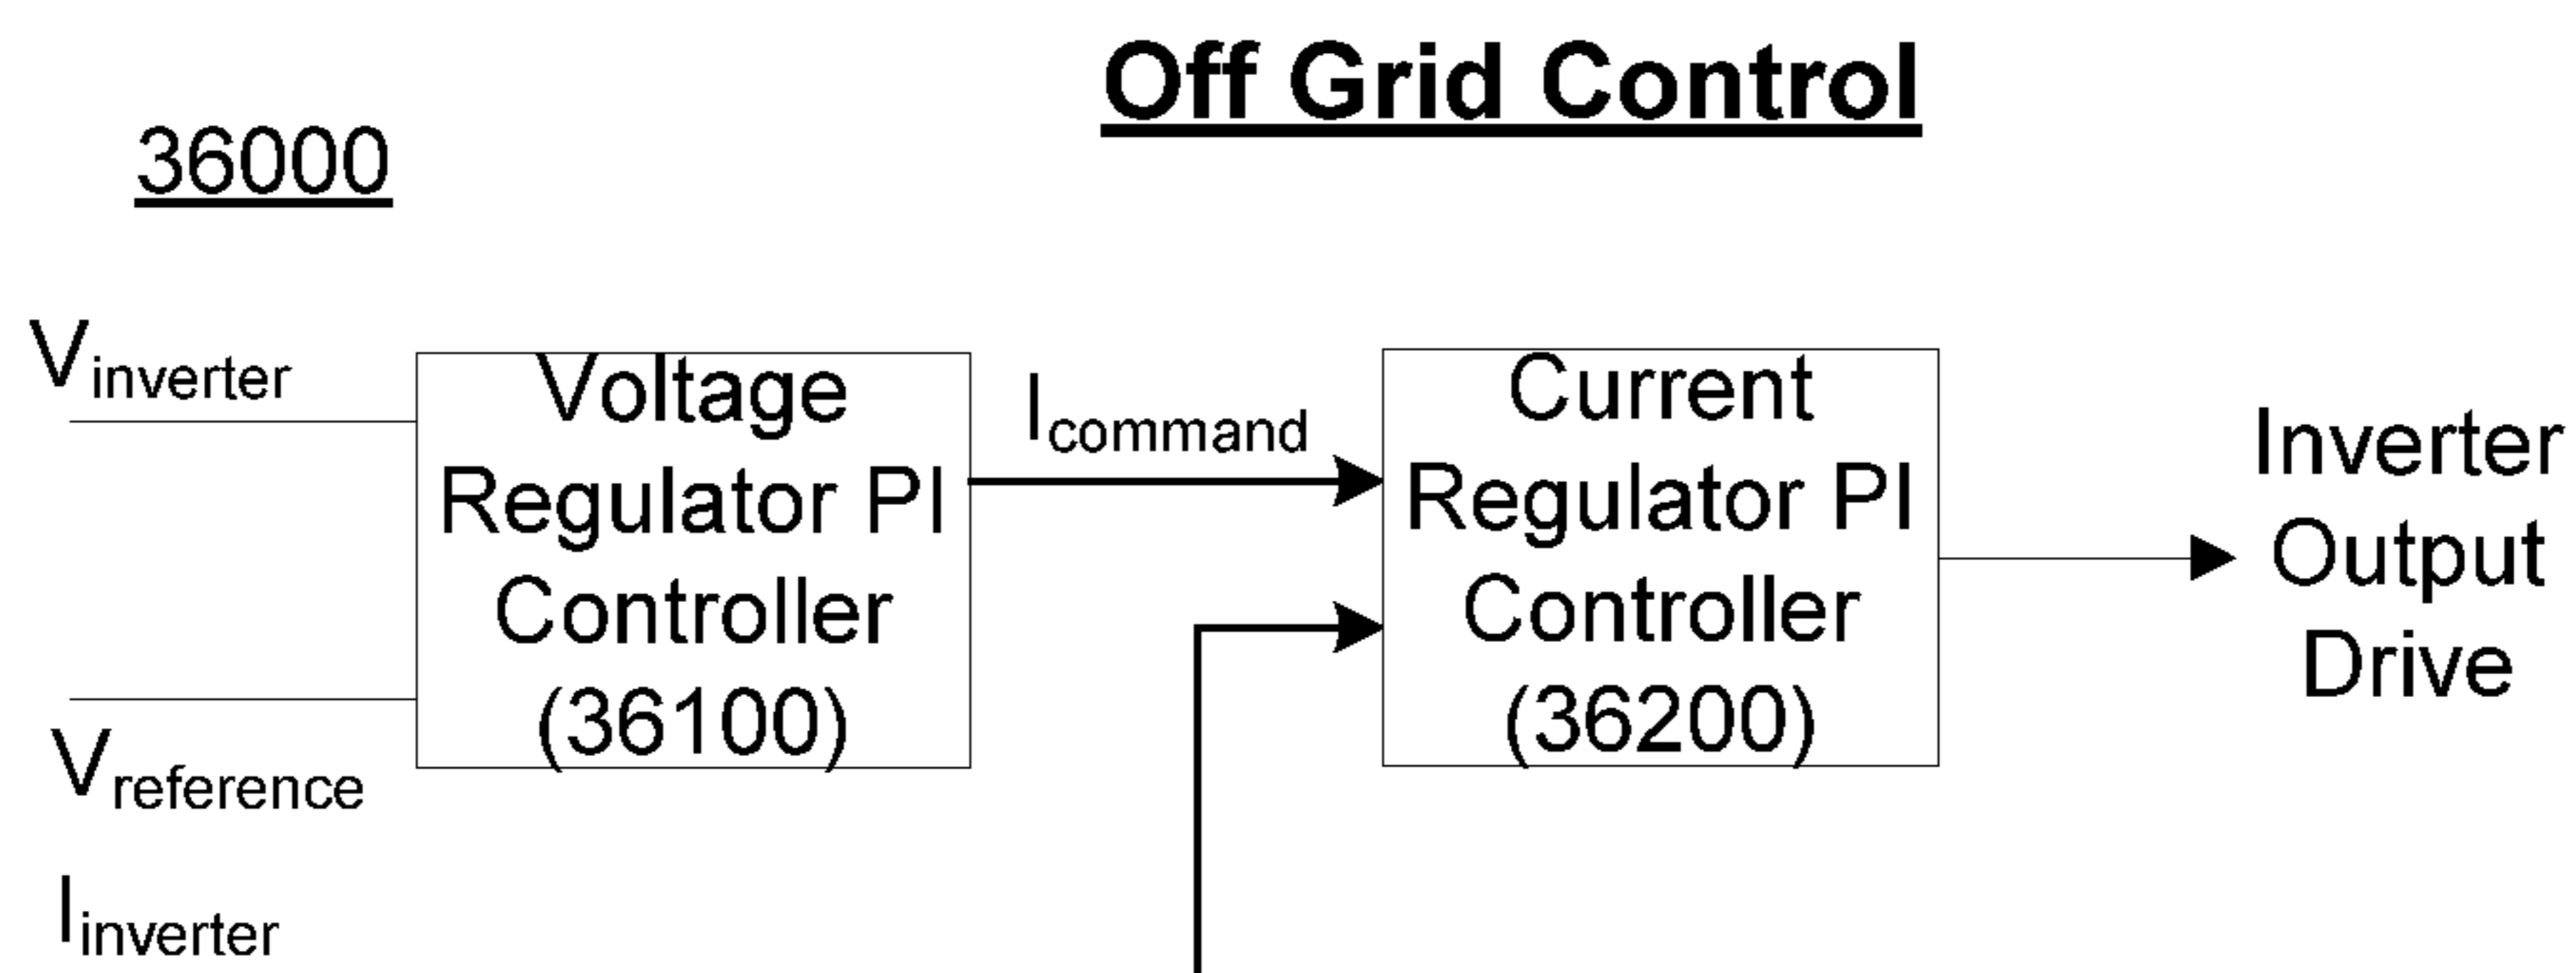 Off Grid Control
36000
Vinverter
Voltage
Regulator PI
Controller
(36100)
Vreference
Icommand
Current
Regulator PI
Controller
(36200)
Inverter
Output
Drive
Iinverter